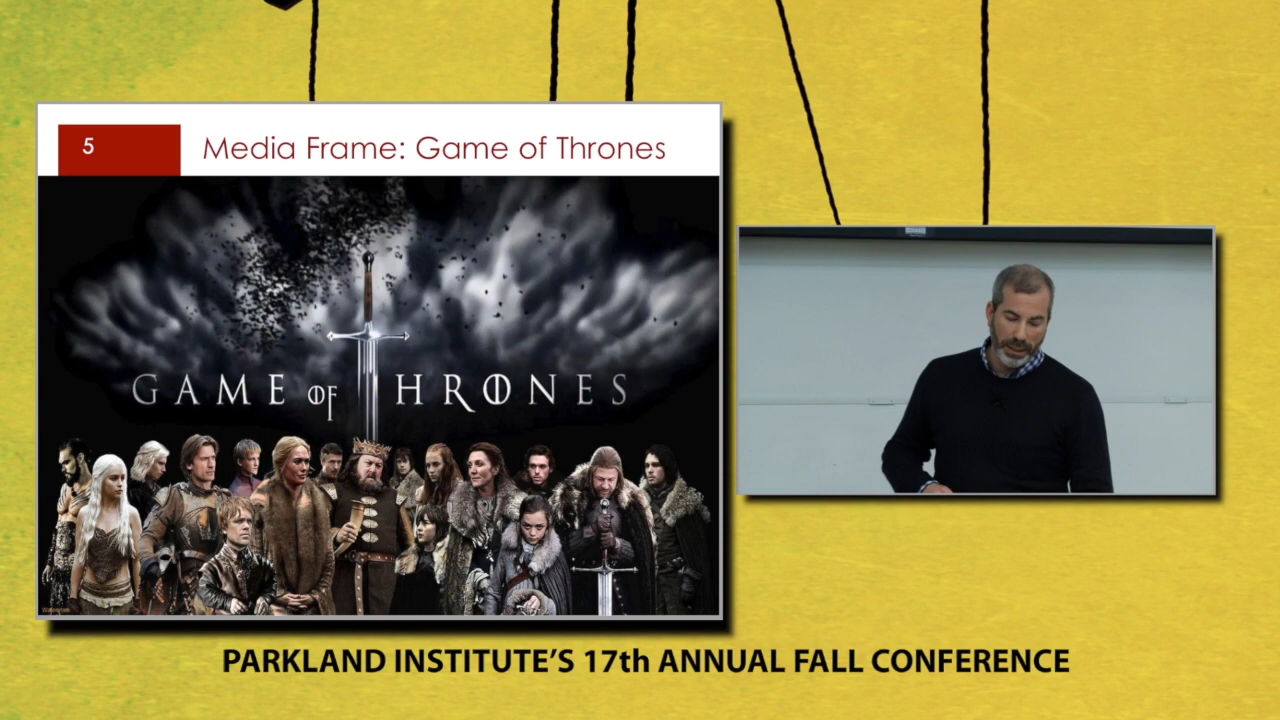 5
Media Frame: Game of Thrones
GAME OF THRONES
PARKLAND INSTITUTE'S 17th ANNUAL FALL CONFERENCE